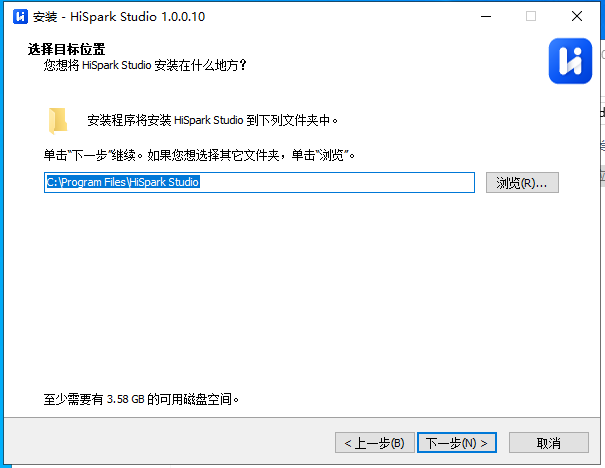 安装 - HiSpark Studio 1.0.0.10
选择目标位置
您想将 HiSpark Studio 安装在什么地方?
安装程序将安装 HiSpark Studio 到下列文件夹中。
单击“下一步”继续。如果您想选择其它文件夹，单击“浏览”。
C:\Program Files\HiSpark Studio
浏览(R)...
至少需要有 3.58 GB 的可用磁盘空间。
< 上一步(B)
下一步(N) >
取消